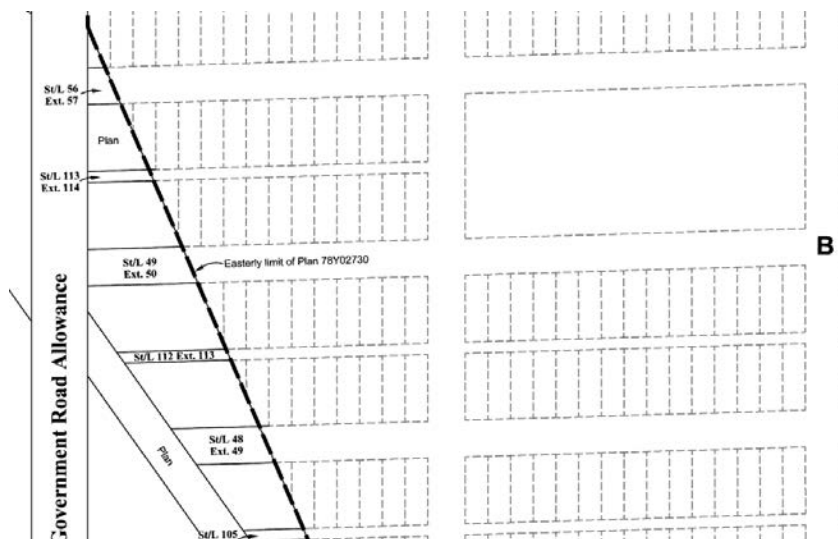 St/L 56
Ext. 57
Plan
St/L 113
Ext. 114
St/L 49
Ext. 50
Easterly limit of Plan 78Y02730
B
Government Road Allowance
St/L 112 Ext. 113
St/L 48
Ext. 49
Plan
St/L 105